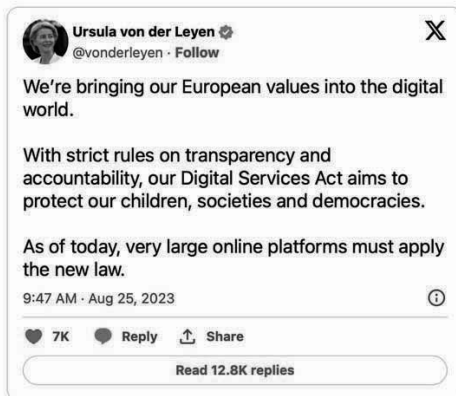 Ursula von der Leyen
@vonderleyen · Follow
We’re bringing our European values into the digital
world.
With strict rules on transparency and
accountability, our Digital Services Act aims to
protect our children, societies and democracies.
As of today, very large online platforms must apply
the new law.
9:47 AM · Aug 25, 2023
7K Reply Share
Read 12.8K replies